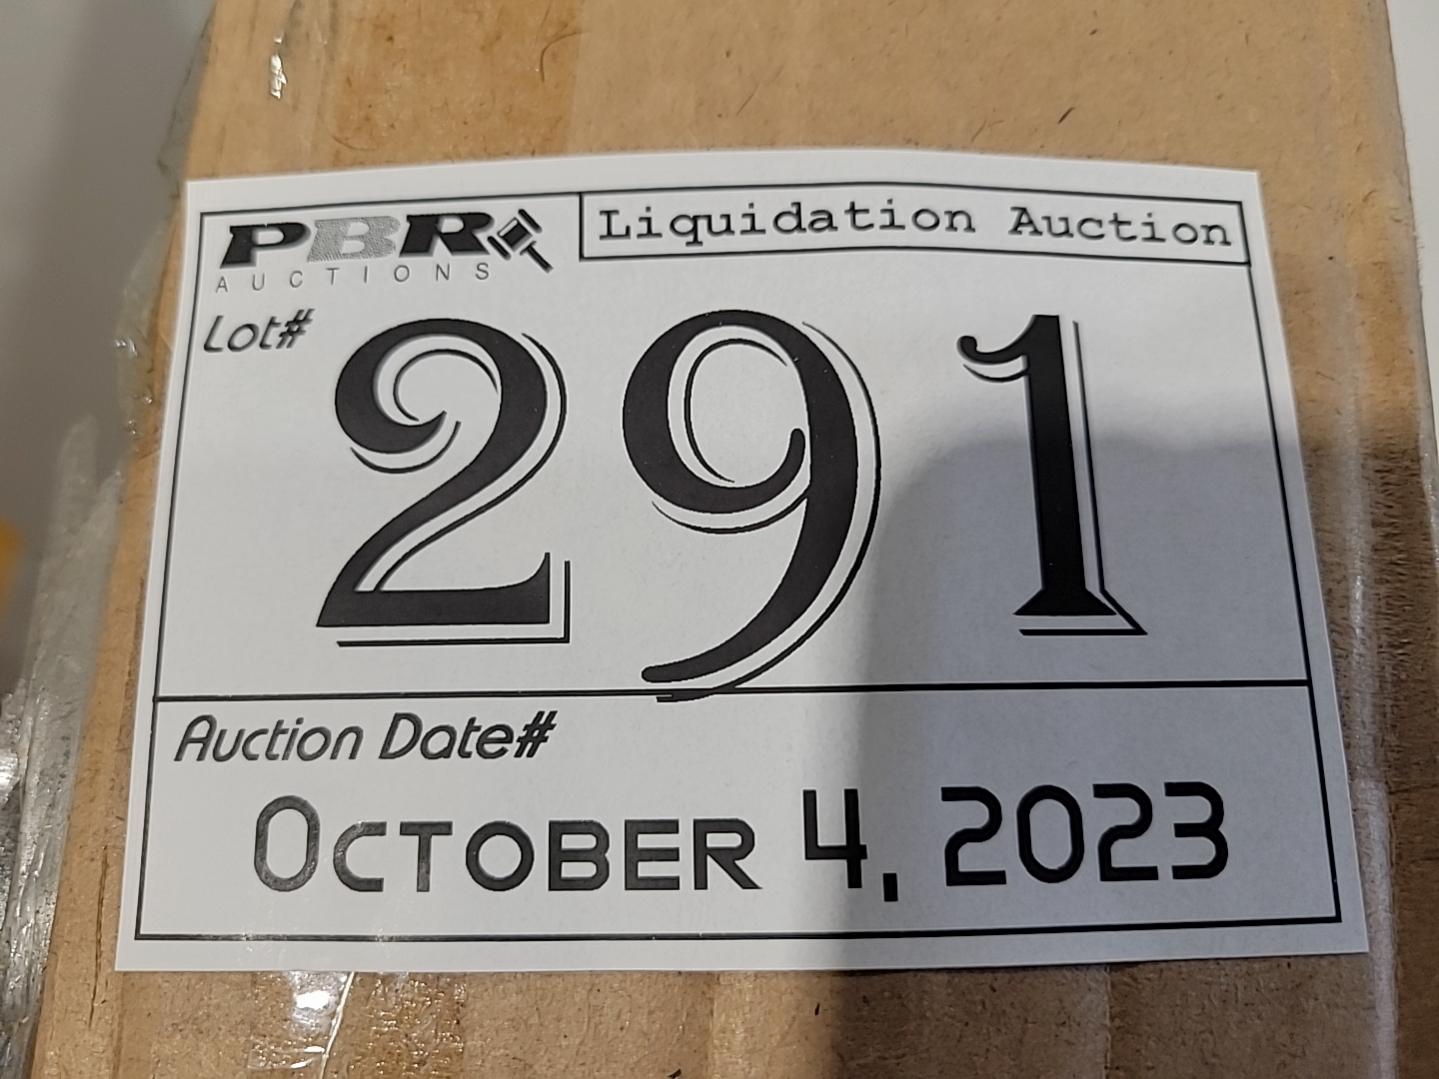 PBR
AUCTIONS
Liquidation Auction
Lot#
291
Auction Date#
OCTOBER 4, 2023